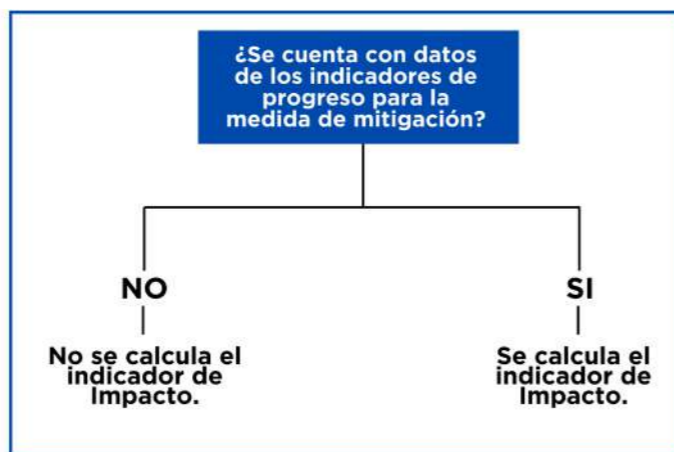 ¿Se cuenta con datos
de los indicadores de
progreso para la
medida de mitigación?
NO
No se calcula el
indicador de
Impacto.
SI
Se calcula el
indicador de
Impacto.